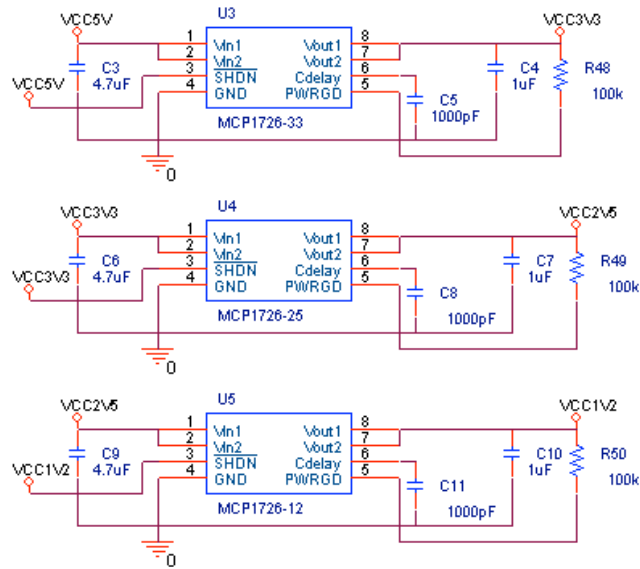 VCC5V
U3
VCC3V3
1 Vin1 Vout1 8
2 Vin2 Vout2 7
3 SHDN Cdelay 6
4 GND PWRGD 5
C3
4.7uF
VCC5V
C4
1uF
R48
100k
C5
1000pF
MCP1726-33
0
VCC3V3
U4
VCC2V5
1 Vin1 Vout1 8
2 Vin2 Vout2 7
3 SHDN Cdelay 6
4 GND PWRGD 5
C6
4.7uF
VCC3V3
C7
1uF
R49
100k
C8
1000pF
MCP1726-25
0
VCC2V5
U5
VCC1V2
1 Vin1 Vout1 8
2 Vin2 Vout2 7
3 SHDN Cdelay 6
4 GND PWRGD 5
C9
4.7uF
VCC1V2
C10
1uF
R50
100k
C11
1000pF
MCP1726-12
0